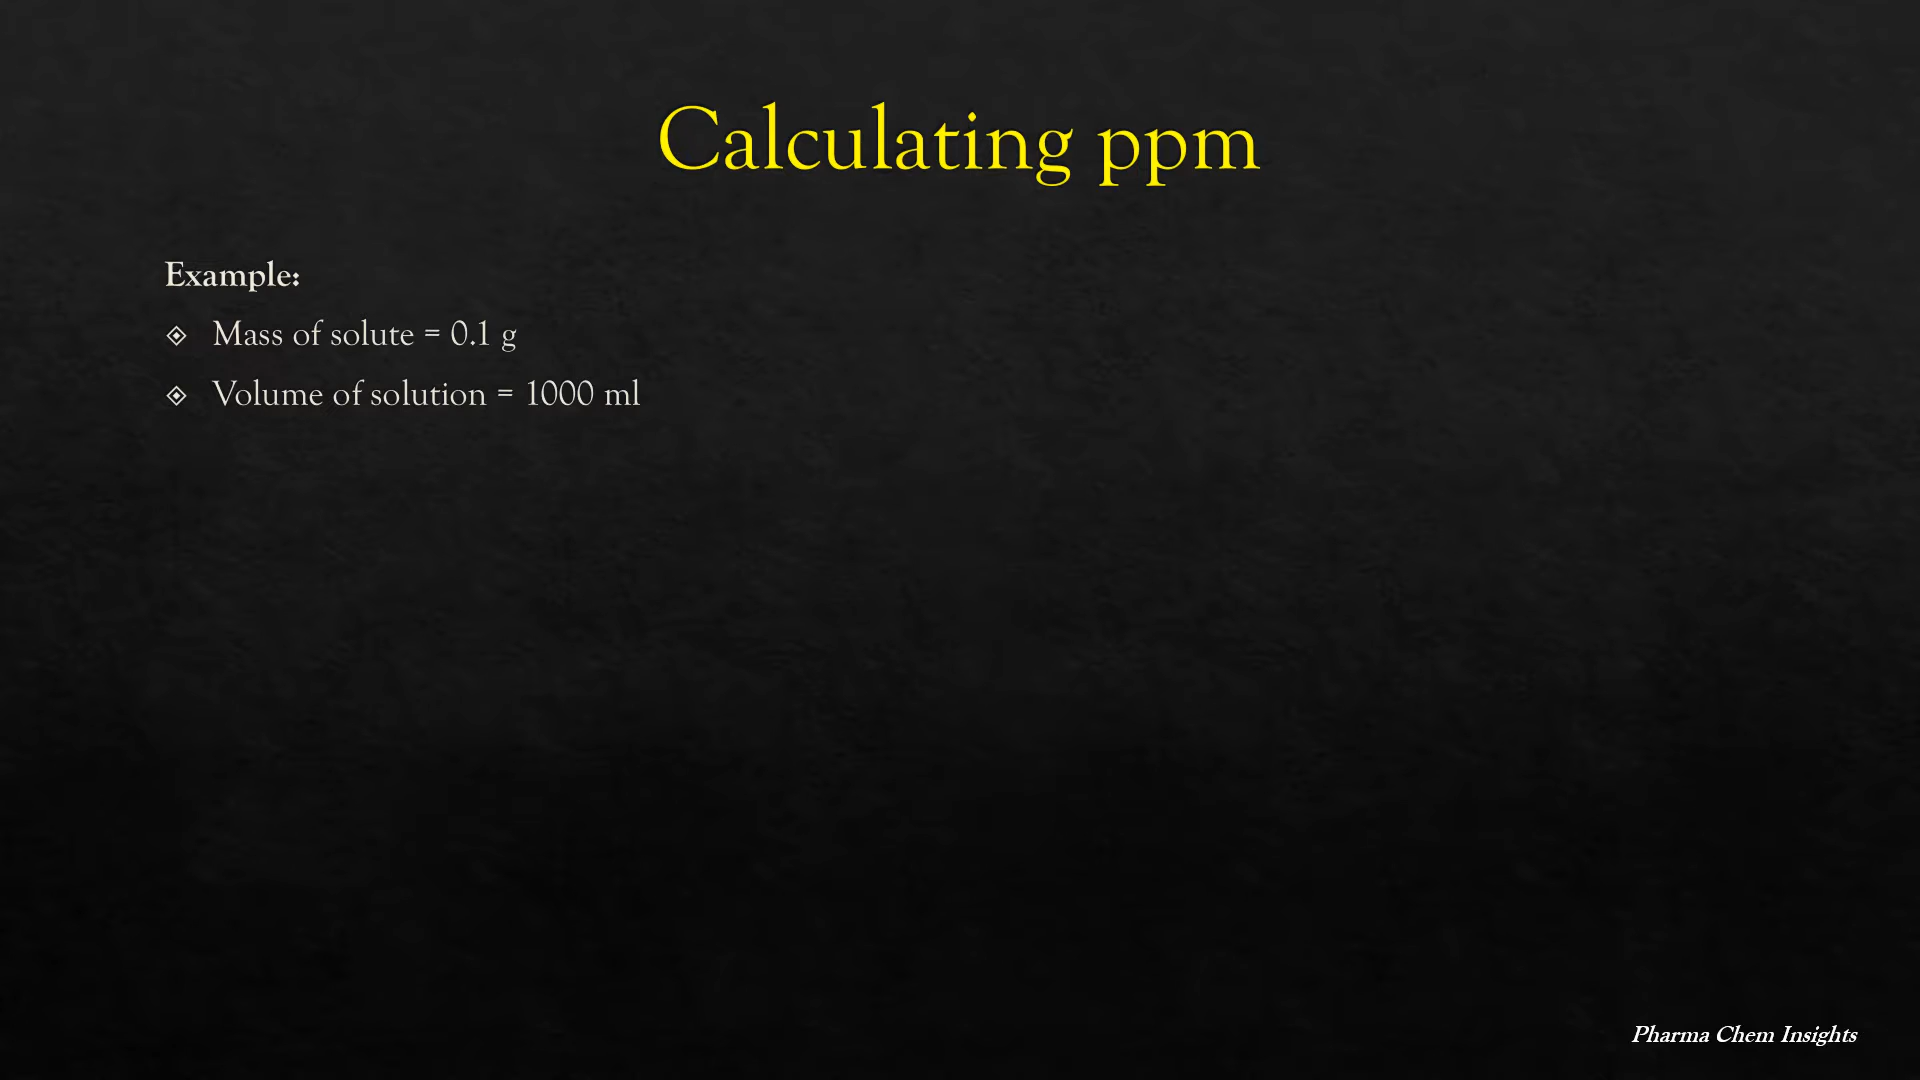 Calculating ppm
Example:
Mass of solute = 0.1 g
Volume of solution = 1000 ml
Pharma Chem Insights